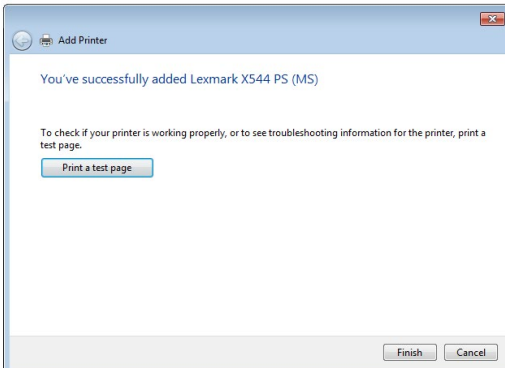 Add Printer
You've successfully added Lexmark X544 PS (MS)
To check if your printer is working properly, or to see troubleshooting information for the printer, print a
test page.
Print a test page
Finish Cancel